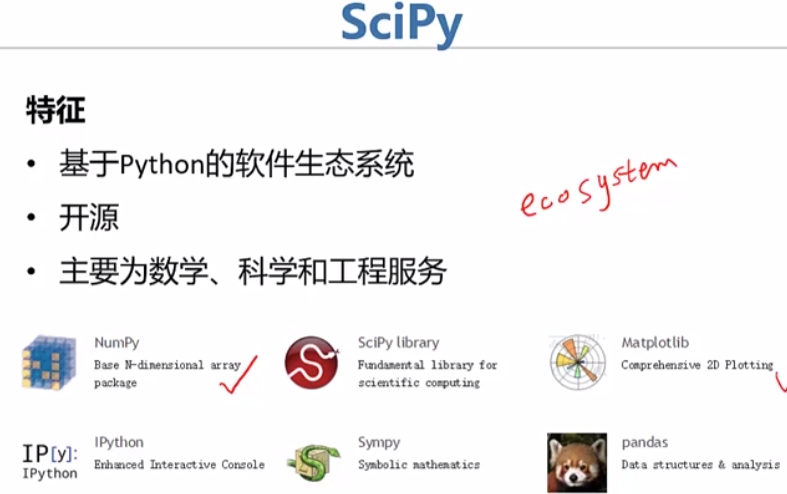 SciPy
特征
• 基于Python的软件生态系统
ecosystem
• 开源
• 主要为数学、科学和工程服务
NumPy
Base N-dimensional array
package
SciPy library
Fundamental library for
scientific computing
Matplotlib
Comprehensive 2D Plotting
IP[y]:
IPython
IPython
Enhanced Interactive Console
Sympy
Symbolic mathematics
pandas
Data structures & analysis